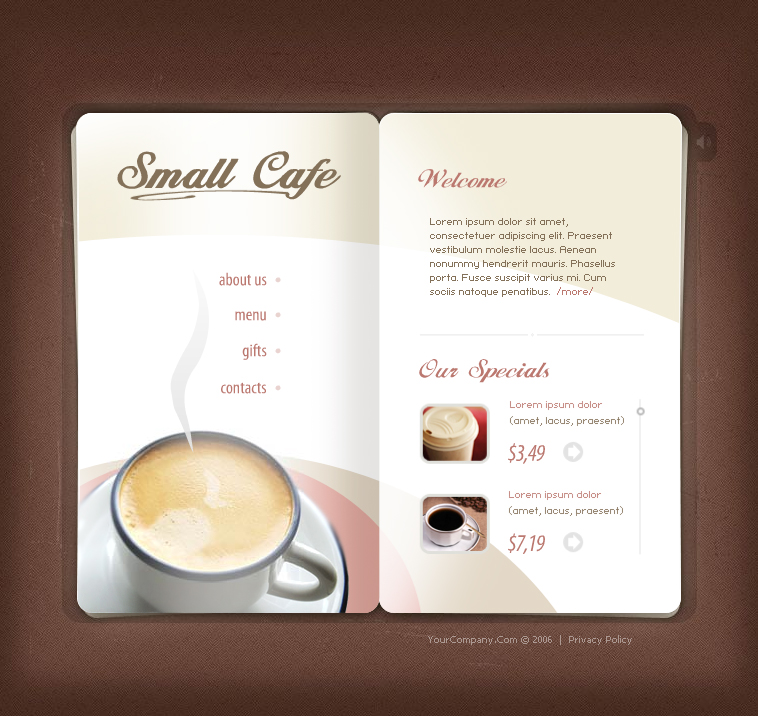 Small Cafe
about us
menu
gifts
contacts
Welcome
Lorem ipsum dolor sit amet,
consectetuer adipiscing elit. Praesent
vestibulum molestie lacus. Aenean
nonummy hendrerit mauris. Phasellus
porta. Fusce suscipit varius mi. Cum
sociis natoque penatibus. /more/
Our Specials
Lorem ipsum dolor
(amet, lacus, praesent)
$3,49
Lorem ipsum dolor
(amet, lacus, praesent)
$7,19
YourCompany.Com © 2006 | Privacy Policy